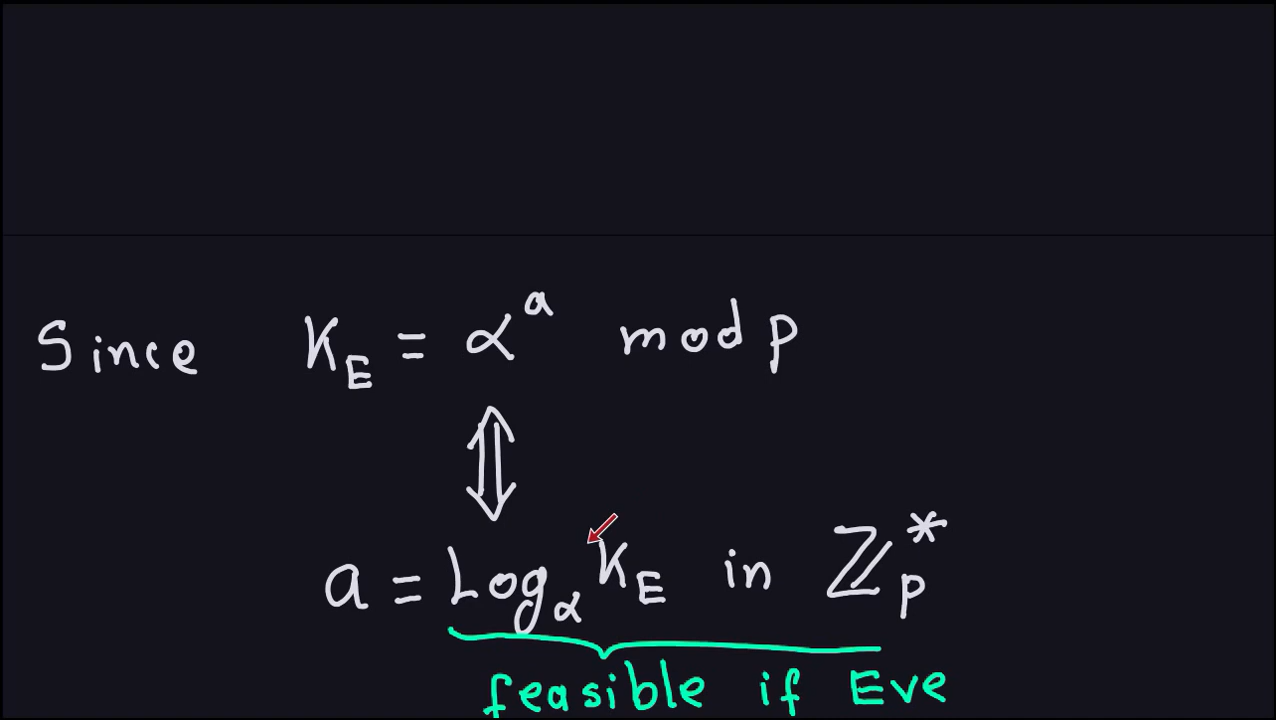 Since K_E = α^a mod p
⇕
a = Log_α K_E in ℤ_p^*
feasible if Eve